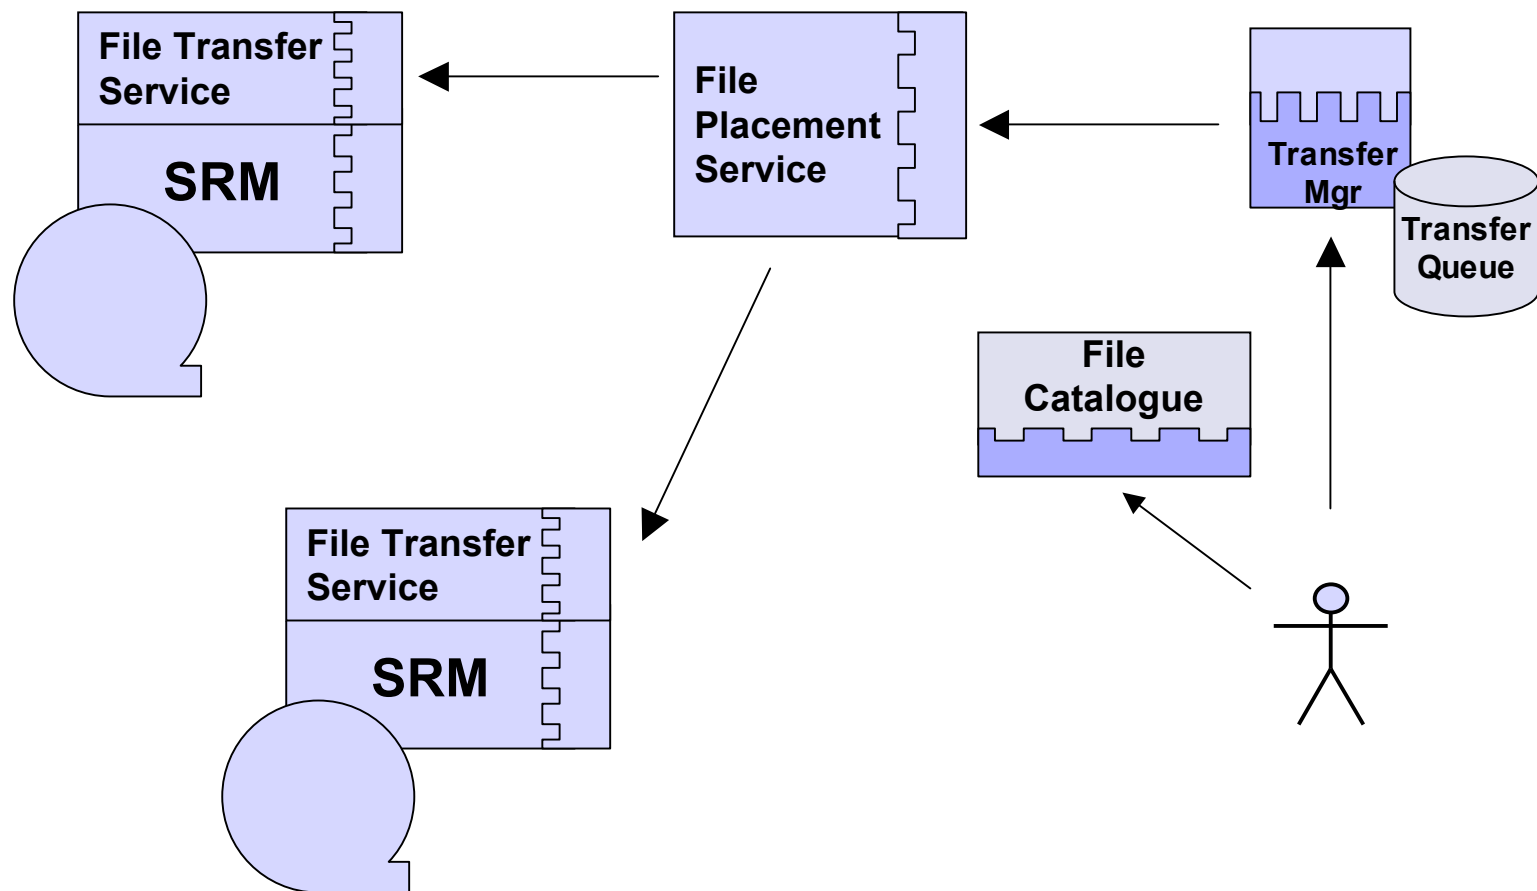 File Transfer
Service
SRM
File
Placement
Service
Transfer
Mgr
Transfer
Queue
File
Catalogue
File Transfer
Service
SRM